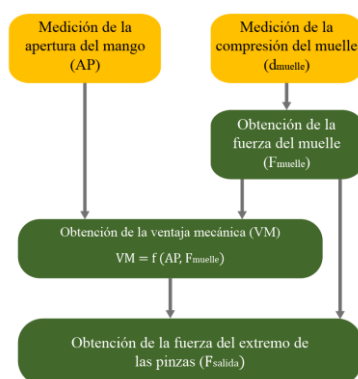 Medición de la
apertura del mango
(AP)
Medición de la
compresión del muelle
(dmuelle)
Obtención de la
fuerza del muelle
(Fmuelle)
Obtención de la ventaja mecánica (VM)
VM = f (AP, Fmuelle)
Obtención de la fuerza del extremo de
las pinzas (Fsalida)